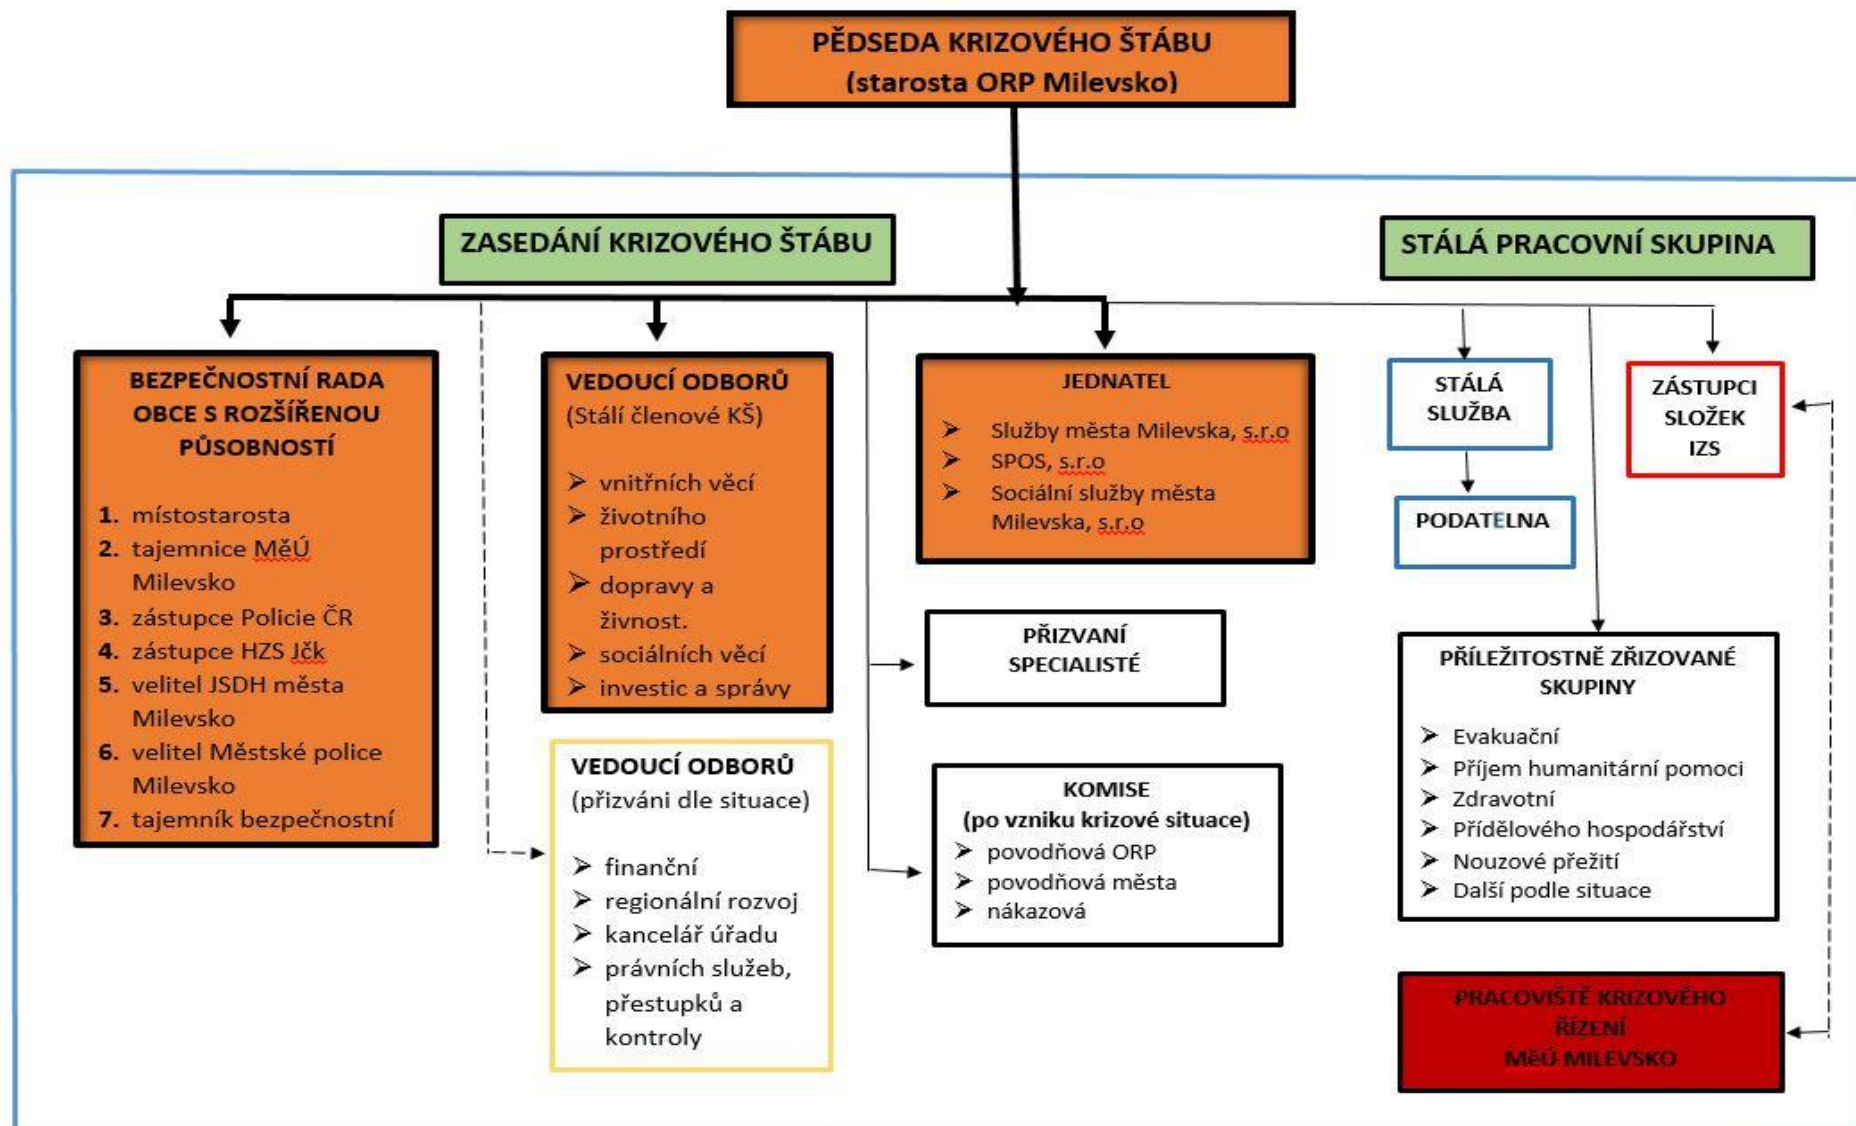 PĚDSEDA KRIZOVÉHO ŠTÁBU
(starosta ORP Milevsko)
ZASEDÁNÍ KRIZOVÉHO ŠTÁBU
STÁLÁ PRACOVNÍ SKUPINA
BEZPEČNOSTNÍ RADA
OBCE S ROZŠÍŘENOU
PŮSOBNOSTÍ
1. místostarosta
2. tajemnice MěÚ
Milevsko
3. zástupce Policie ČR
4. zástupce HZS Jčk
5. velitel JSDH města
Milevsko
6. velitel Městské police
Milevsko
7. tajemník bezpečnostní
VEDOUCÍ ODBORŮ
(Stálí členové KŠ)
➢ vnitřních věcí
➢ životního
prostředí
➢ dopravy a
živnost.
➢ sociálních věcí
➢ investic a správy
VEDOUCÍ ODBORŮ
(přizváni dle situace)
➢ finanční
➢ regionální rozvoj
➢ kancelář úřadu
➢ právních služeb,
přestupků a
kontroly
JEDNATEL
➢ Služby města Milevska, s.r.o
➢ SPOS, s.r.o
➢ Sociální služby města
Milevska, s.r.o
PŘIZVANÍ
SPECIALISTÉ
KOMISE
(po vzniku krizové situace)
➢ povodňová ORP
➢ povodňová města
➢ nákazová
STÁLÁ
SLUŽBA
PODATELNA
ZÁSTUPCI
SLOŽEK
IZS
PŘÍLEŽITOSTNĚ ZŘIZOVANÉ
SKUPINY
➢ Evakuační
➢ Příjem humanitární pomoci
➢ Zdravotní
➢ Přídělového hospodářství
➢ Nouzové přežití
➢ Další podle situace
PRACOVIŠTĚ KRIZOVÉHO
ŘÍZENÍ
MěÚ MILEVSKO